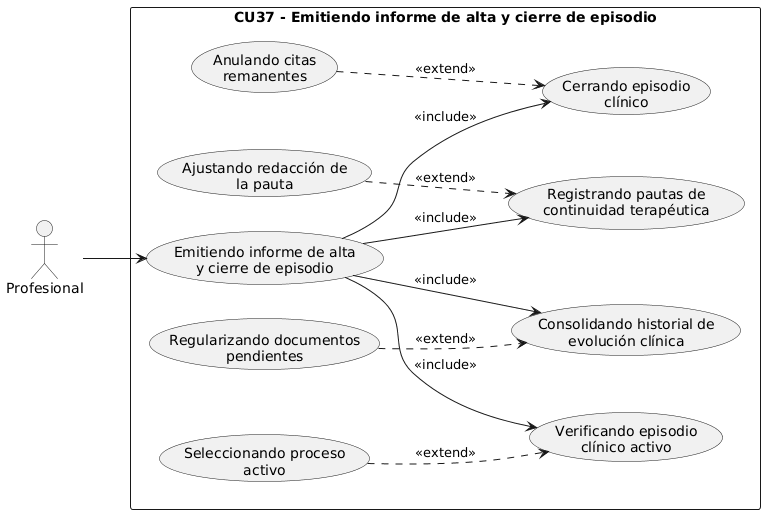 CU37 - Emitiendo informe de alta y cierre de episodio
Anulando citas
remanentes
«extend»
Cerrando episodio
clínico
«include»
Ajustando redacción de
la pauta
«extend»
Registrando pautas de
continuidad terapéutica
«include»
Profesional
Emitiendo informe de alta
y cierre de episodio
«include»
Consolidando historial de
evolución clínica
Regularizando documentos
pendientes
«extend»
«include»
Verificando episodio
clínico activo
Seleccionando proceso
activo
«extend»